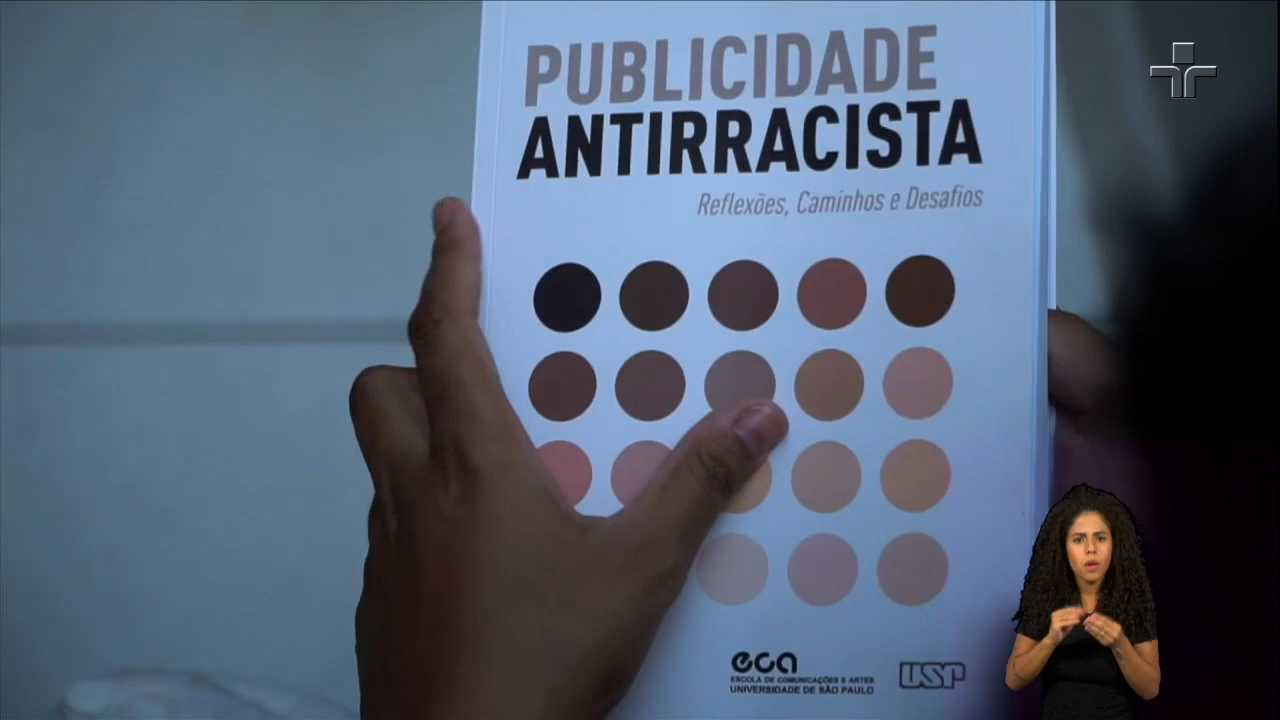 PUBLICIDADE
ANTIRRACISTA
Reflexões, Caminhos e Desafios
eca
ESCOLA DE COMUNICAÇÕES E ARTES
UNIVERSIDADE DE SÃO PAULO
USP